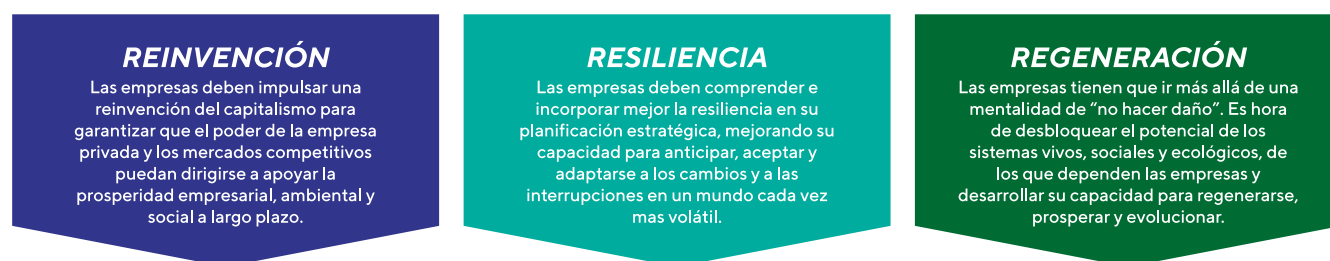 REINVENCIÓN
Las empresas deben impulsar una
reinvención del capitalismo para
garantizar que el poder de la empresa
privada y los mercados competitivos
puedan dirigirse a apoyar la
prosperidad empresarial, ambiental y
social a largo plazo.
RESILIENCIA
Las empresas deben comprender e
incorporar mejor la resiliencia en su
planificación estratégica, mejorando su
capacidad para anticipar, aceptar y
adaptarse a los cambios y a las
interrupciones en un mundo cada vez
mas volátil.
REGENERACIÓN
Las empresas tienen que ir más allá de una
mentalidad de “no hacer daño”. Es hora
de desbloquear el potencial de los
sistemas vivos, sociales y ecológicos, de
los que dependen las empresas y
desarrollar su capacidad para regenerarse,
prosperar y evolucionar.